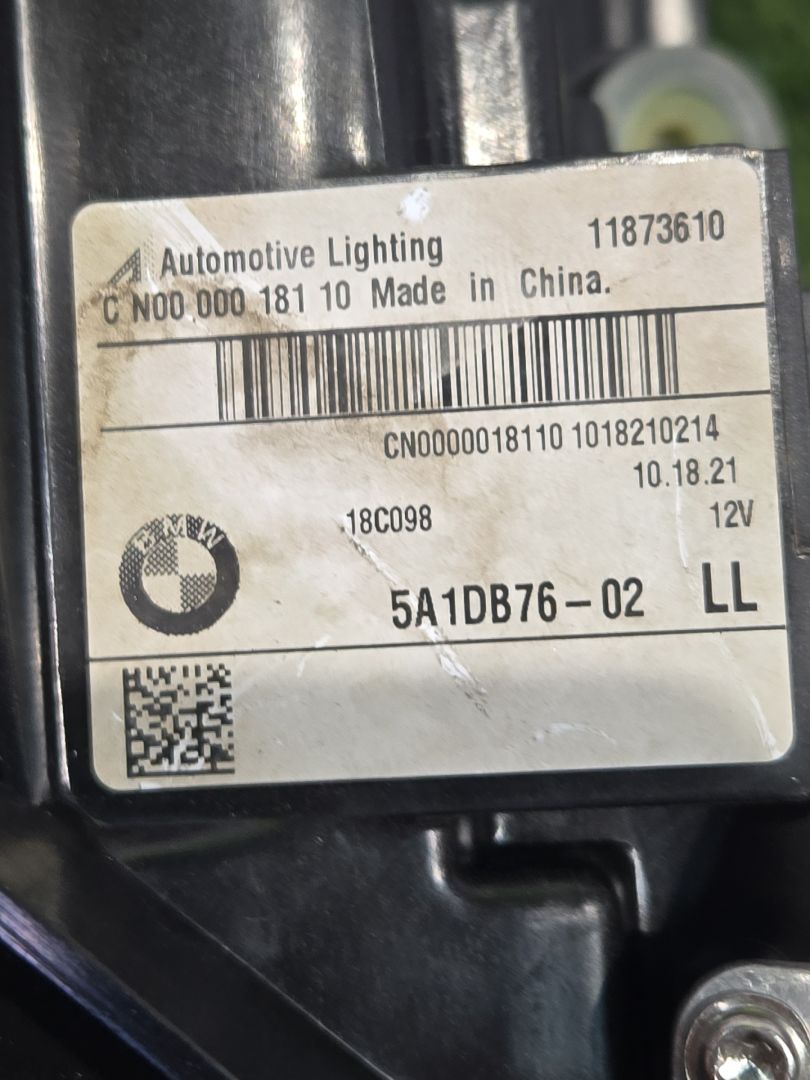 Automotive Lighting 11873610
C N00 000 181 10 Made in China.
CN0000018110 1018210214
10.18.21
18C098 12V
BMW
5A1DB76-02 LL